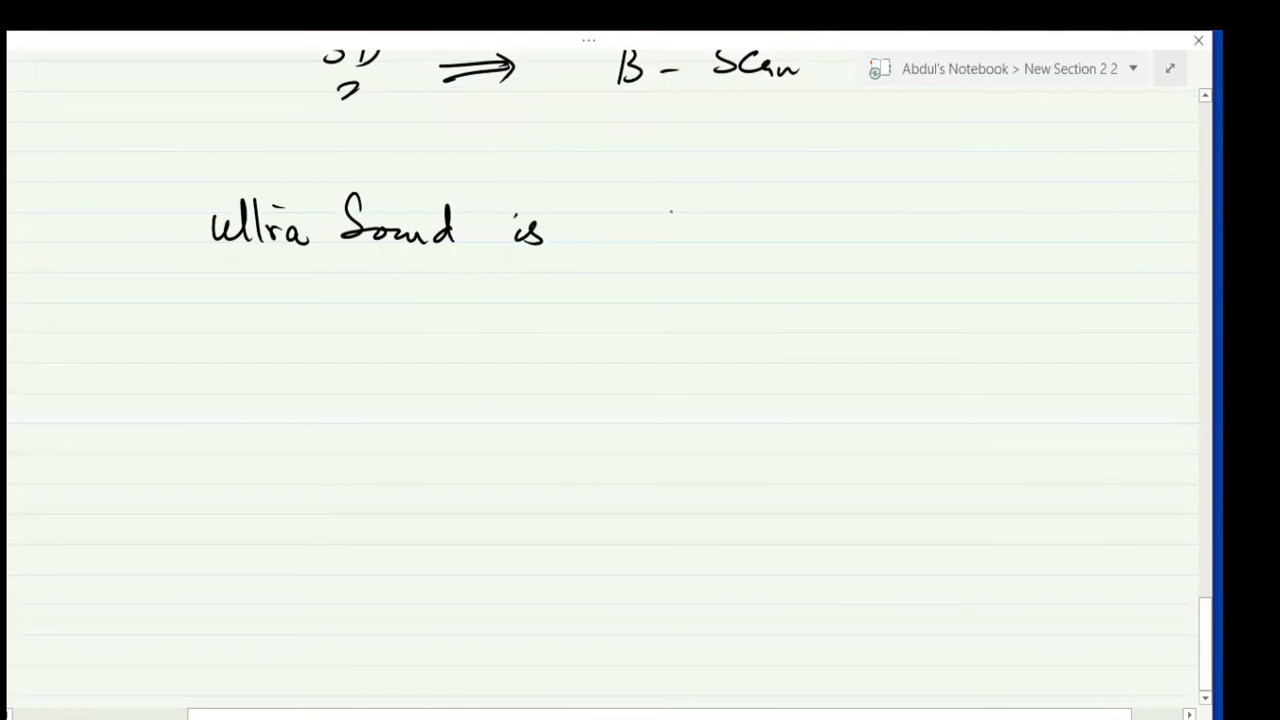 ⇒ B - Scan
Abdul's Notebook > New Section 2 2
ultra Sound is